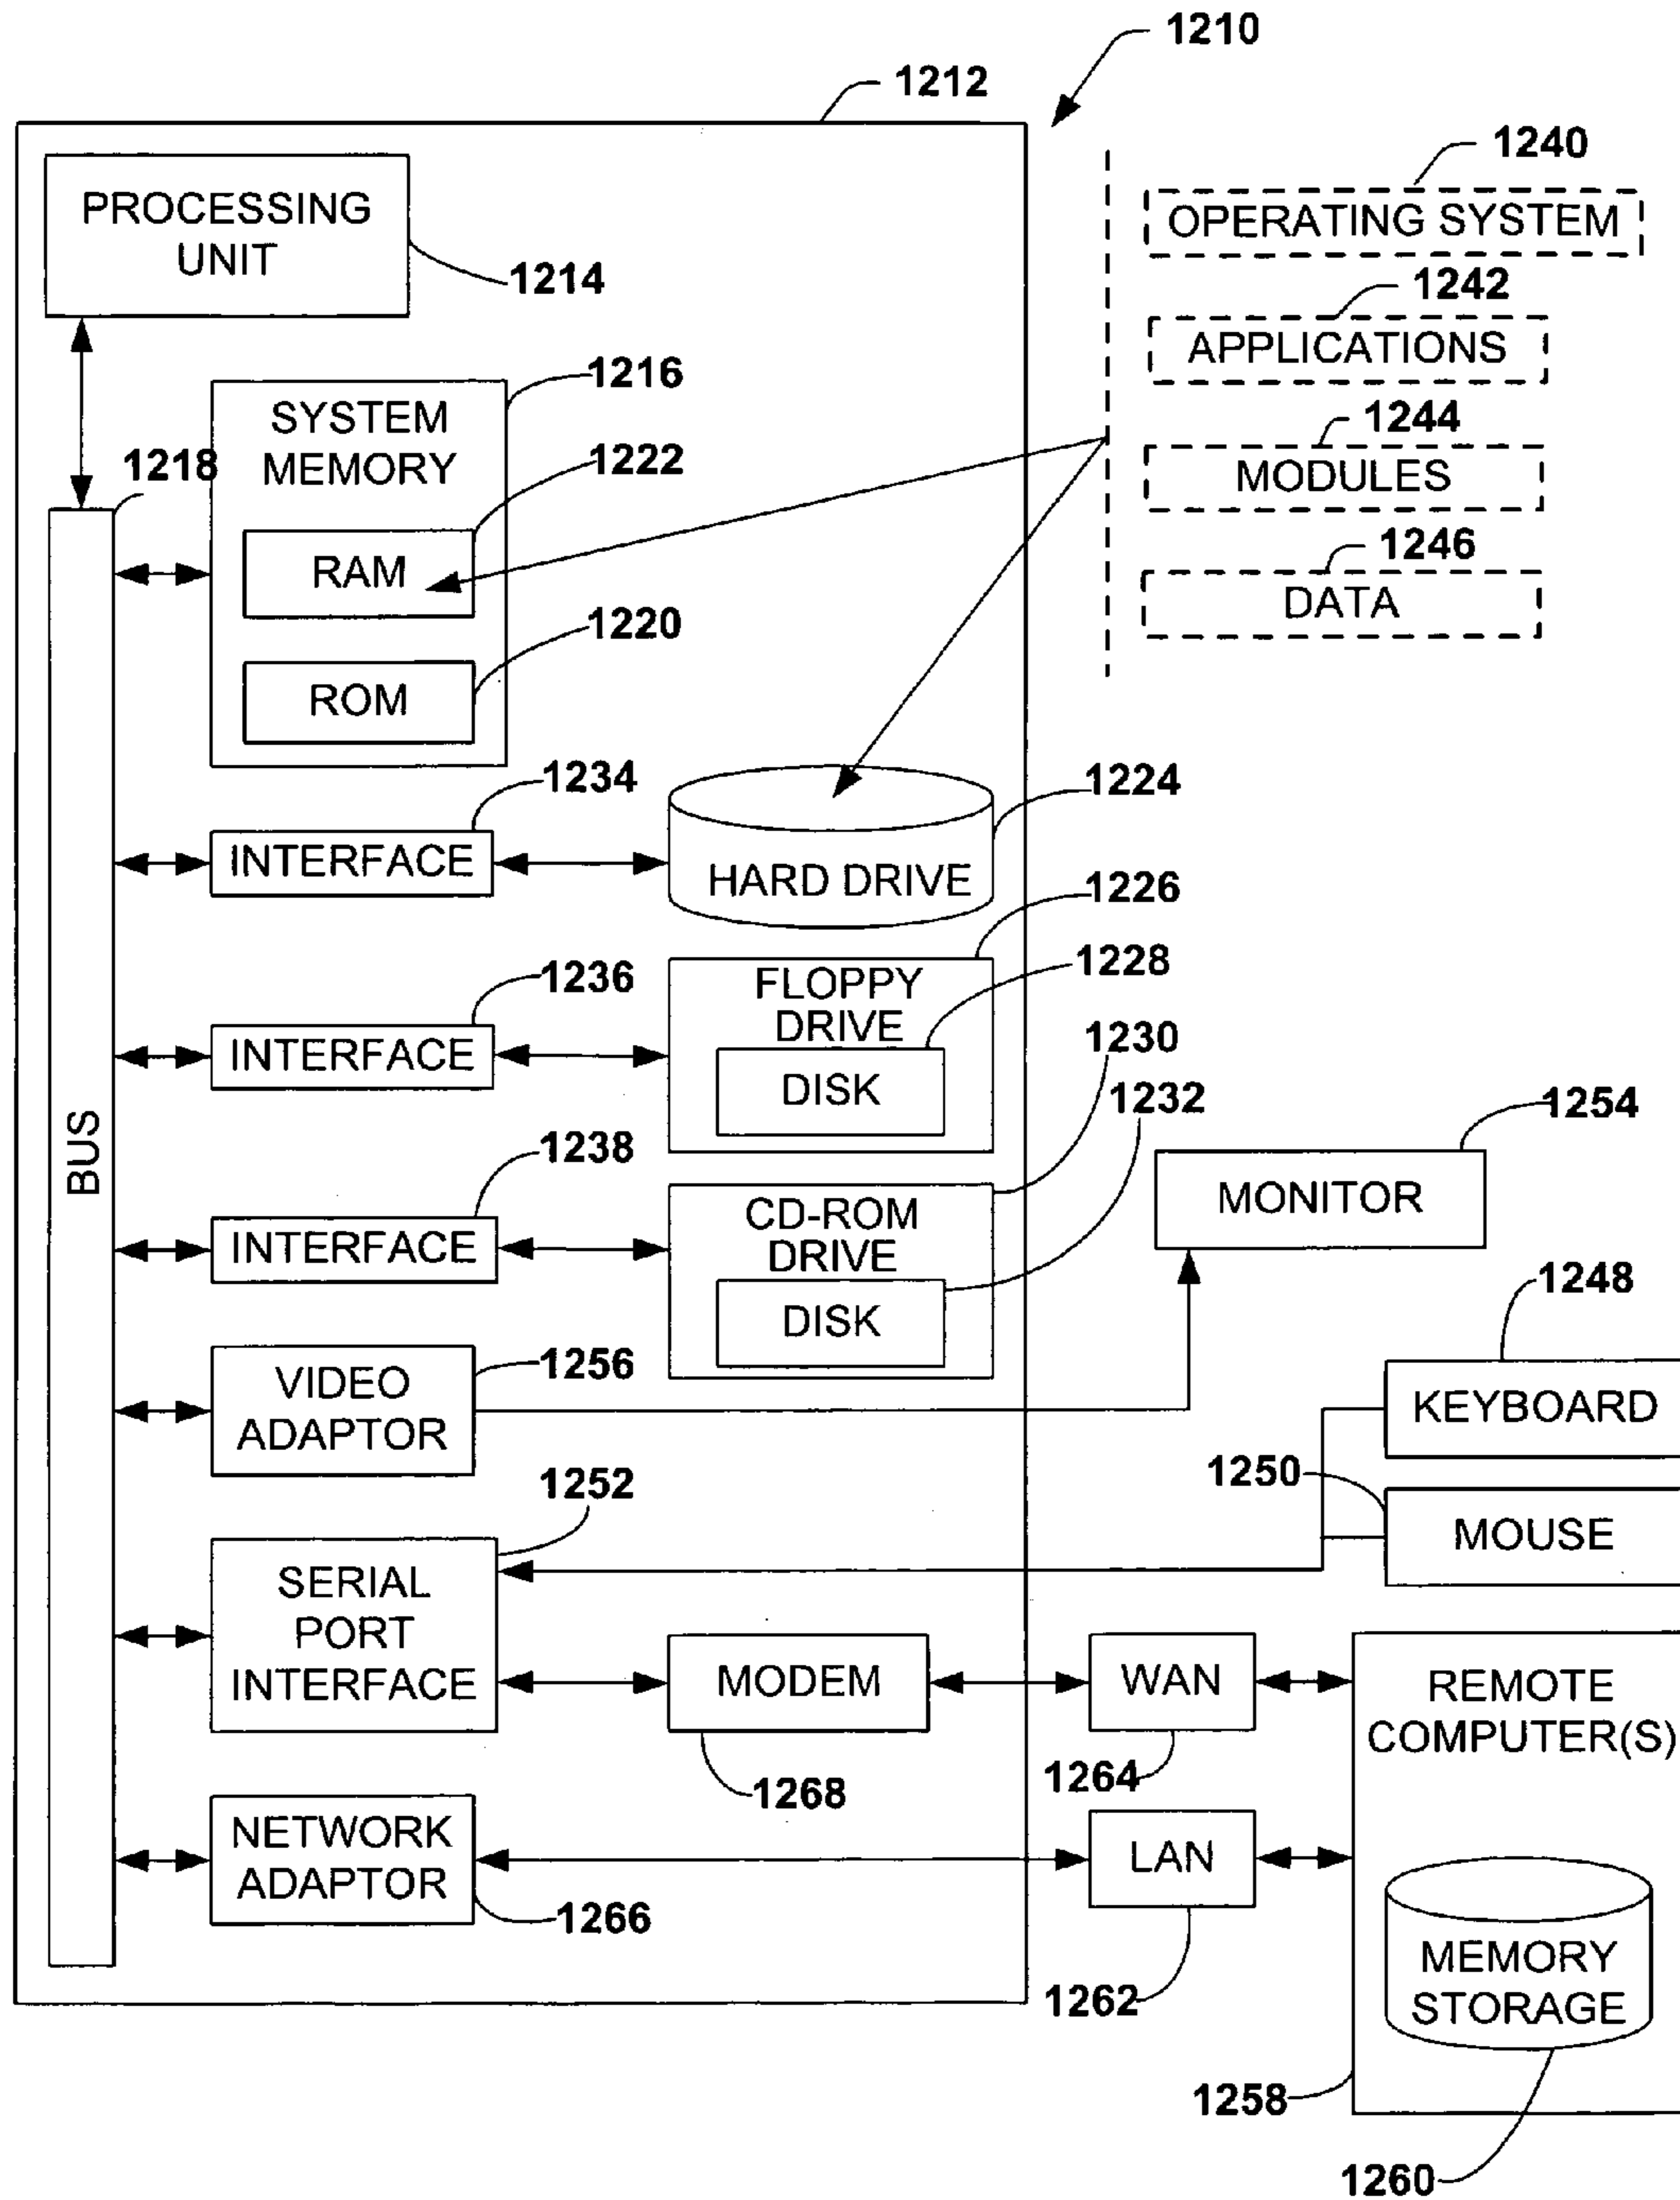 1210
1212
PROCESSING
UNIT
1214
1240
OPERATING SYSTEM
1242
APPLICATIONS
1244
MODULES
1246
DATA
1216
SYSTEM
MEMORY
1218
1222
RAM
1220
ROM
BUS
1234
INTERFACE
1224
HARD DRIVE
1226
1236
INTERFACE
FLOPPY
DRIVE
1228
DISK
1230
1232
1238
INTERFACE
CD-ROM
DRIVE
DISK
1254
MONITOR
1248
KEYBOARD
1256
VIDEO
ADAPTOR
1250
MOUSE
1252
SERIAL
PORT
INTERFACE
MODEM
1268
WAN
1264
REMOTE
COMPUTER(S)
NETWORK
ADAPTOR
1266
LAN
1262
MEMORY
STORAGE
1258
1260